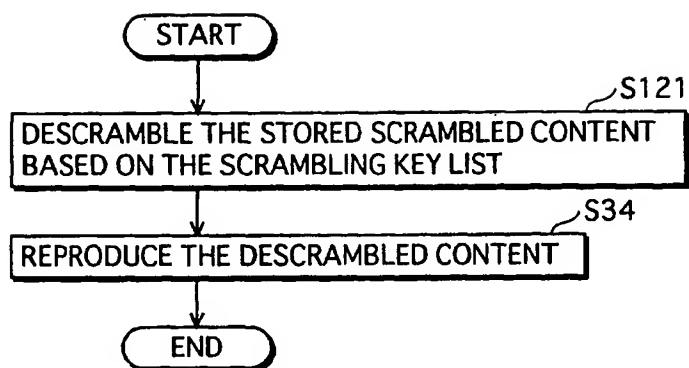 START
S121
DESCRAMBLE THE STORED SCRAMBLED CONTENT
BASED ON THE SCRAMBLING KEY LIST
S34
REPRODUCE THE DESCRAMBLED CONTENT
END